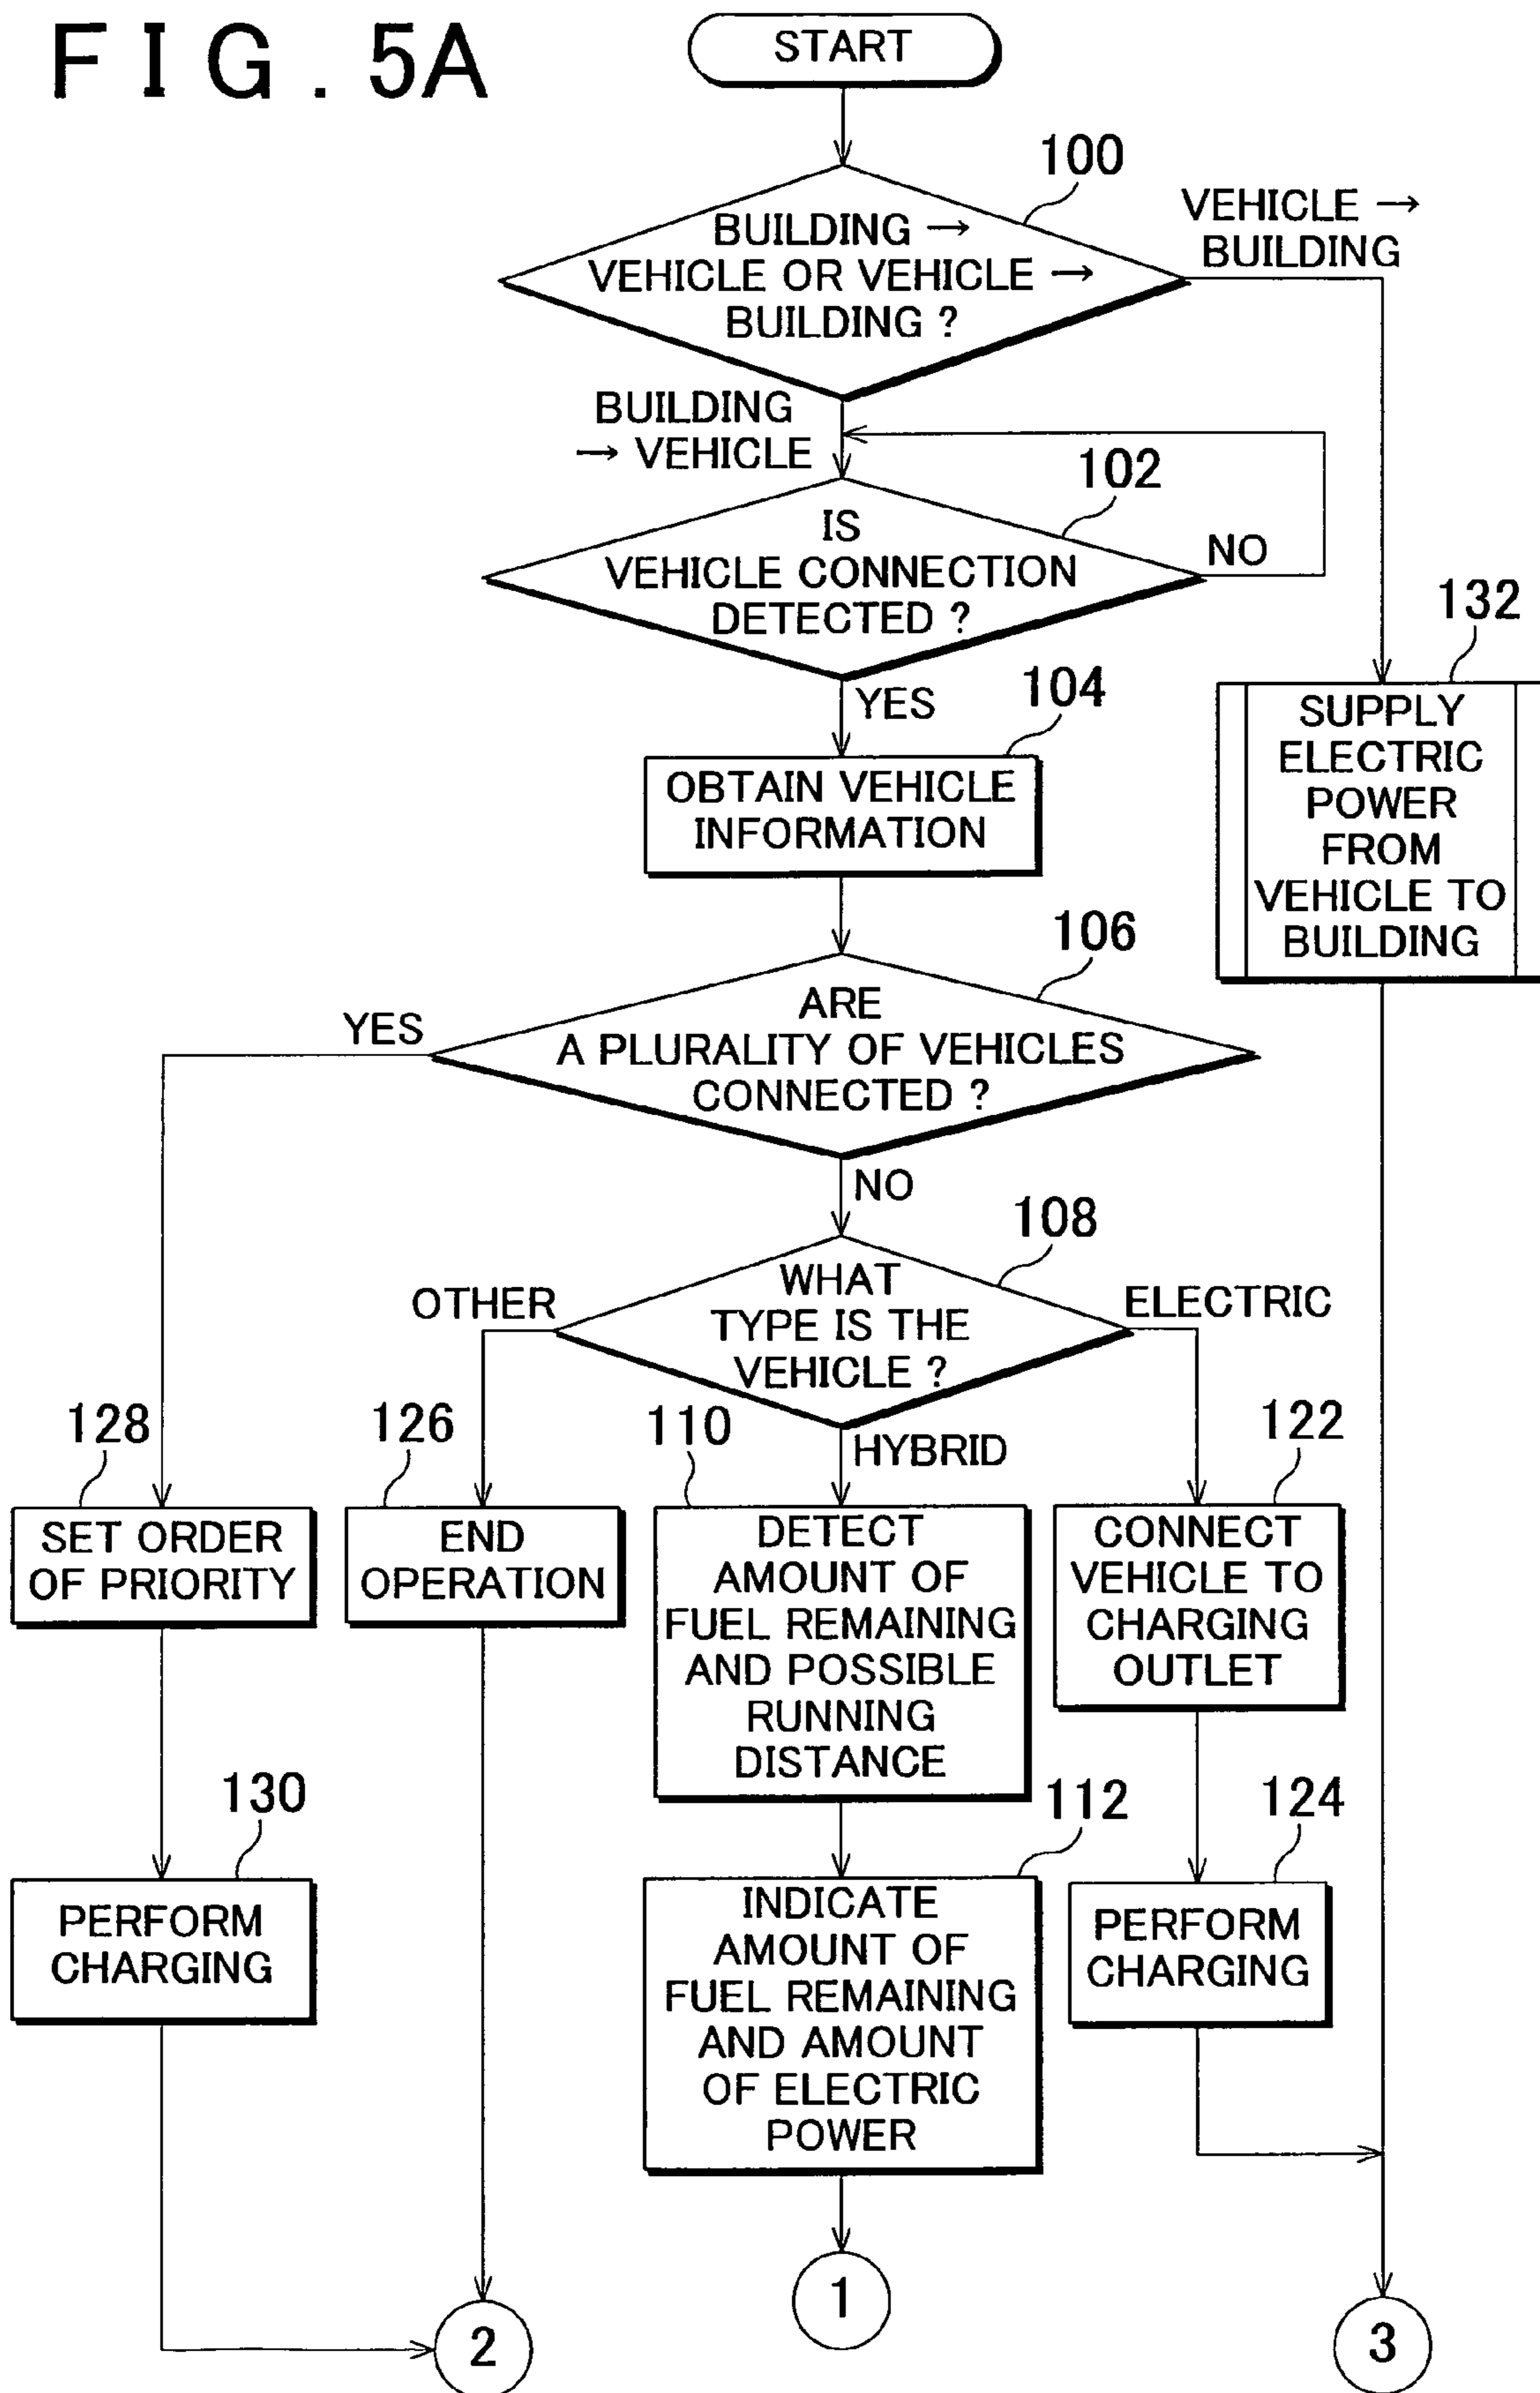 FIG. 5A
START
100
BUILDING →
VEHICLE OR VEHICLE →
BUILDING ?
VEHICLE →
BUILDING
BUILDING
→ VEHICLE
102
IS
VEHICLE CONNECTION
DETECTED ?
NO
YES
132
SUPPLY
ELECTRIC
POWER
FROM
VEHICLE TO
BUILDING
104
OBTAIN VEHICLE
INFORMATION
106
ARE
A PLURALITY OF VEHICLES
CONNECTED ?
YES
NO
108
WHAT
TYPE IS THE
VEHICLE ?
OTHER
ELECTRIC
HYBRID
128
SET ORDER
OF PRIORITY
126
END
OPERATION
110
DETECT
AMOUNT OF
FUEL REMAINING
AND POSSIBLE
RUNNING
DISTANCE
122
CONNECT
VEHICLE TO
CHARGING
OUTLET
130
PERFORM
CHARGING
112
INDICATE
AMOUNT OF
FUEL REMAINING
AND AMOUNT
OF ELECTRIC
POWER
124
PERFORM
CHARGING
2
1
3